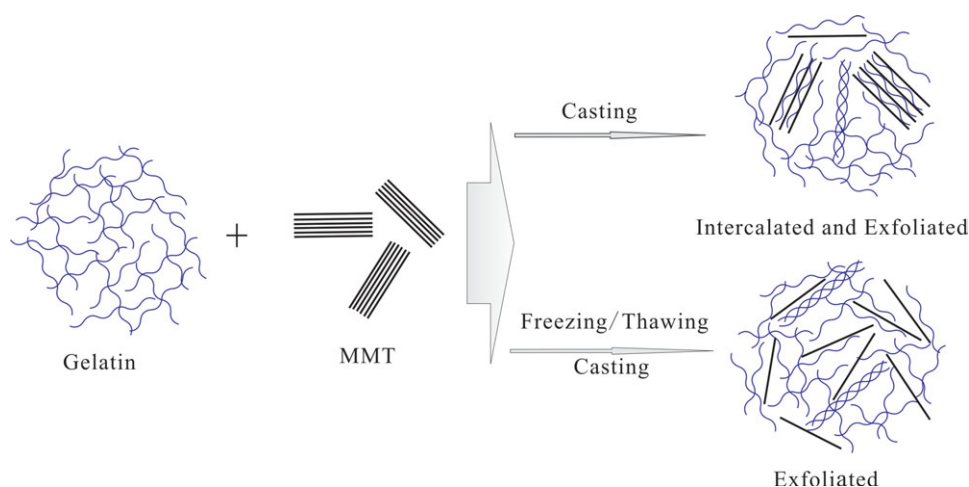 Gelatin
+
MMT
Casting
Intercalated and Exfoliated
Freezing/Thawing
Casting
Exfoliated